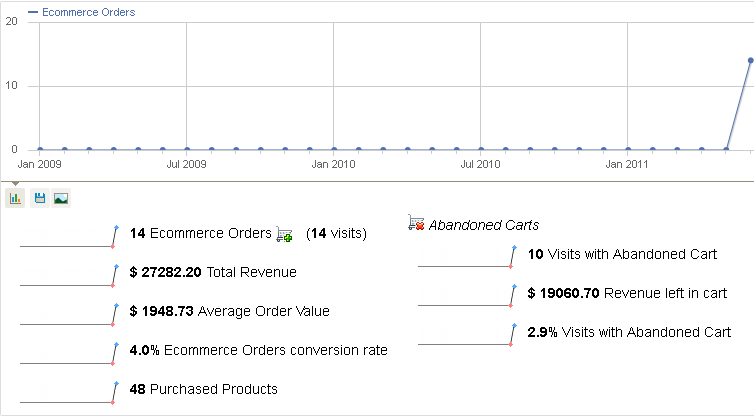 Ecommerce Orders
20
10
0
Jan 2009 Jul 2009 Jan 2010 Jul 2010 Jan 2011
14 Ecommerce Orders (14 visits)
$ 27282.20 Total Revenue
$ 1948.73 Average Order Value
4.0% Ecommerce Orders conversion rate
48 Purchased Products
Abandoned Carts
10 Visits with Abandoned Cart
$ 19060.70 Revenue left in cart
2.9% Visits with Abandoned Cart